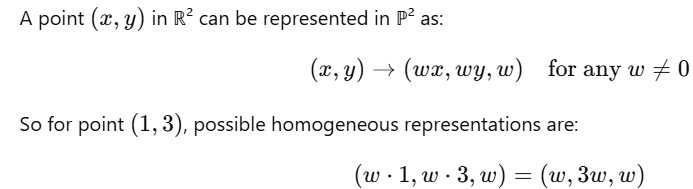 A point (x, y) in ℝ² can be represented in ℙ² as:
(x, y) → (wx, wy, w) for any w ≠ 0
So for point (1, 3), possible homogeneous representations are:
(w · 1, w · 3, w) = (w, 3w, w)